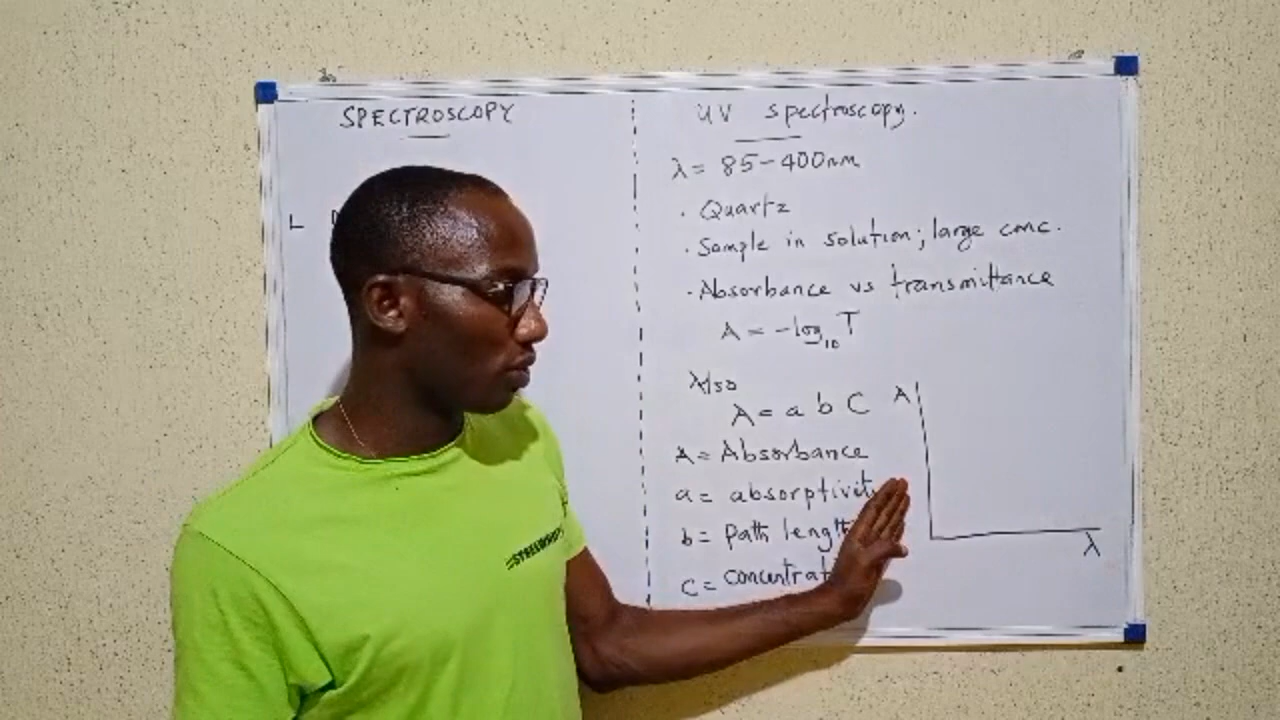 SPECTROSCOPY
L
UV spectroscopy.
λ = 85-400nm
· Quartz
· Sample in solution; large conc.
· Absorbance vs transmittance
A = -log₁₀ T
Also
A = a b C
A = Absorbance
a = absorptivit
b = Path lengt
C = concentrat
A
λ